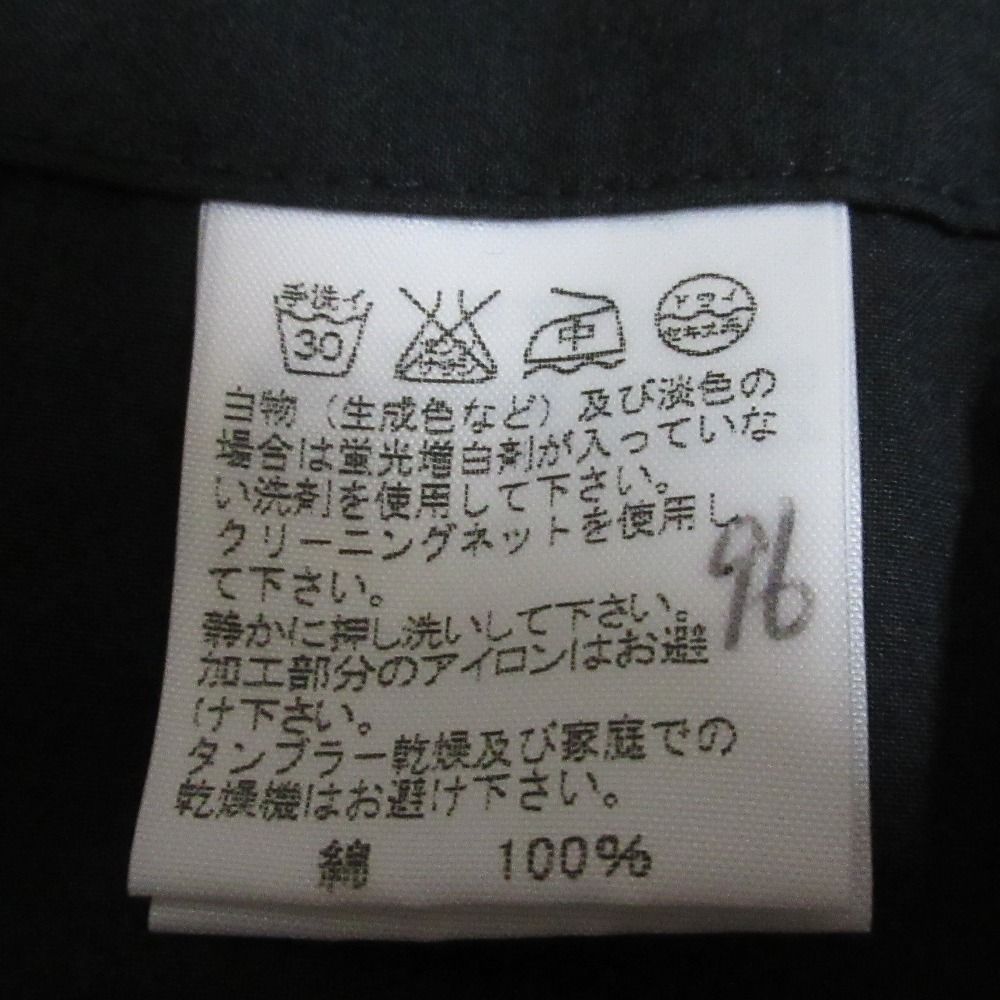 手洗イ 30 中 ドライ
白物（生成色など）及び淡色の
場合は蛍光増白剤が入っていな
い洗剤を使用して下さい。
クリーニングネットを使用し
て下さい。
96
静かに押し洗いして下さい。
加工部分のアイロンはお避
け下さい。
タンブラー乾燥及び家庭での
乾燥機はお避け下さい。
綿 100%